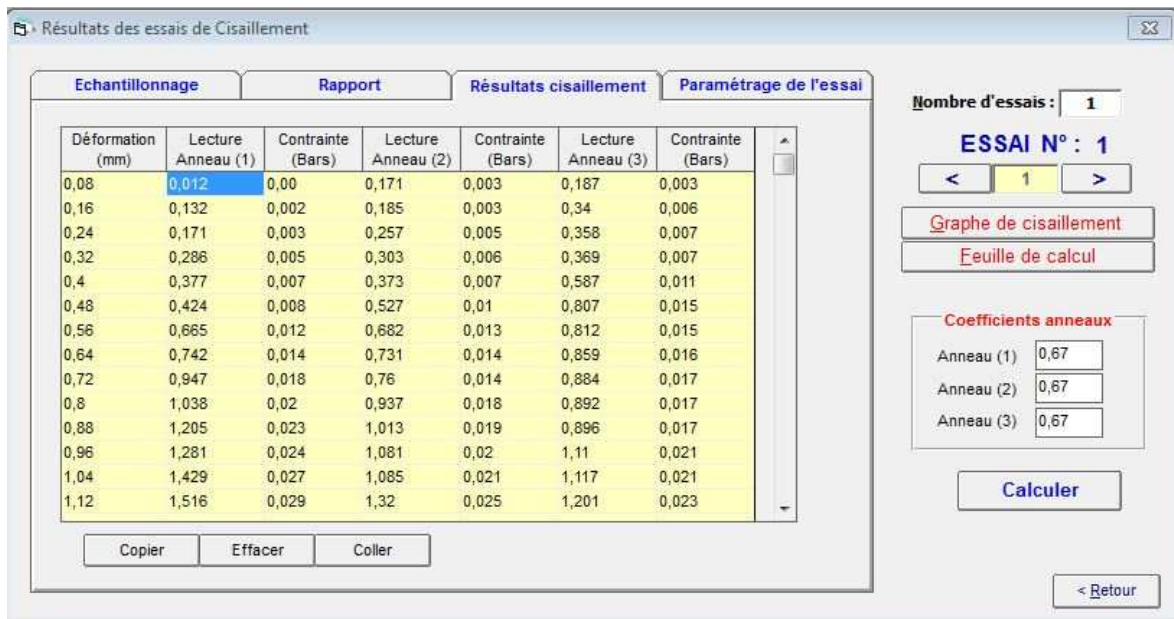 Résultats des essais de Cisaillement
Echantillonnage Rapport Résultats cisaillement Paramétrage de l'essai
Déformation (mm) Lecture Anneau (1) Contrainte (Bars) Lecture Anneau (2) Contrainte (Bars) Lecture Anneau (3) Contrainte (Bars)
0,08 0,012 0,00 0,171 0,003 0,187 0,003
0,16 0,132 0,002 0,185 0,003 0,34 0,006
0,24 0,171 0,003 0,257 0,005 0,358 0,007
0,32 0,286 0,005 0,303 0,006 0,369 0,007
0,4 0,377 0,007 0,373 0,007 0,587 0,011
0,48 0,424 0,008 0,527 0,01 0,807 0,015
0,56 0,665 0,012 0,682 0,013 0,812 0,015
0,64 0,742 0,014 0,731 0,014 0,859 0,016
0,72 0,947 0,018 0,76 0,014 0,884 0,017
0,8 1,038 0,02 0,937 0,018 0,892 0,017
0,88 1,205 0,023 1,013 0,019 0,896 0,017
0,96 1,281 0,024 1,081 0,02 1,11 0,021
1,04 1,429 0,027 1,085 0,021 1,117 0,021
1,12 1,516 0,029 1,32 0,025 1,201 0,023
Copier Effacer Coller
Nombre d'essais : 1
ESSAI N° : 1
< 1 >
Graphe de cisaillement
Feuille de calcul
Coefficients anneaux
Anneau (1) 0,67
Anneau (2) 0,67
Anneau (3) 0,67
Calculer
< Retour